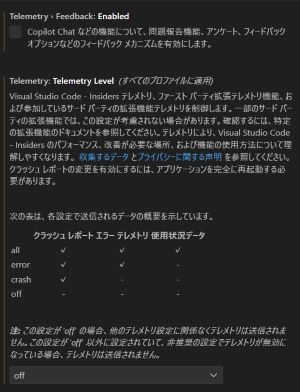 Telemetry › Feedback: Enabled
Copilot Chat などの機能について、問題報告機能、アンケート、フィードバック
オプションなどのフィードバック メカニズムを有効にします。
Telemetry: Telemetry Level (すべてのプロファイルに適用)
Visual Studio Code - Insiders テレメトリ、ファースト パーティ拡張テレメトリ機能、お
よび参加しているサード パーティの拡張機能テレメトリを制御します。一部のサード パー
ティの拡張機能では、この設定が考慮されない場合があります。確認するには、特定
の拡張機能のドキュメントを参照してください。テレメトリにより、Visual Studio Code
- Insiders のパフォーマンス、改善が必要な場所、および機能の使用方法について理
解しやすくなります。 収集するデータ とプライバシーに関する声明 を参照してください。
クラッシュ レポートの変更を有効にするには、アプリケーションを完全に再起動する必
要があります。
次の表は、各設定で送信されるデータの概要を示しています。
クラッシュ レポート エラー テレメトリ 使用状況データ
all ✓ ✓ ✓
error ✓ ✓ -
crash ✓ - -
off - - -
注: この設定が 'off' の場合、他のテレメトリ設定に関係なくテレメトリは送信されま
せん。この設定が 'off' 以外に設定されていて、非推奨の設定でテレメトリが無効に
なっている場合、テレメトリは送信されません。
off